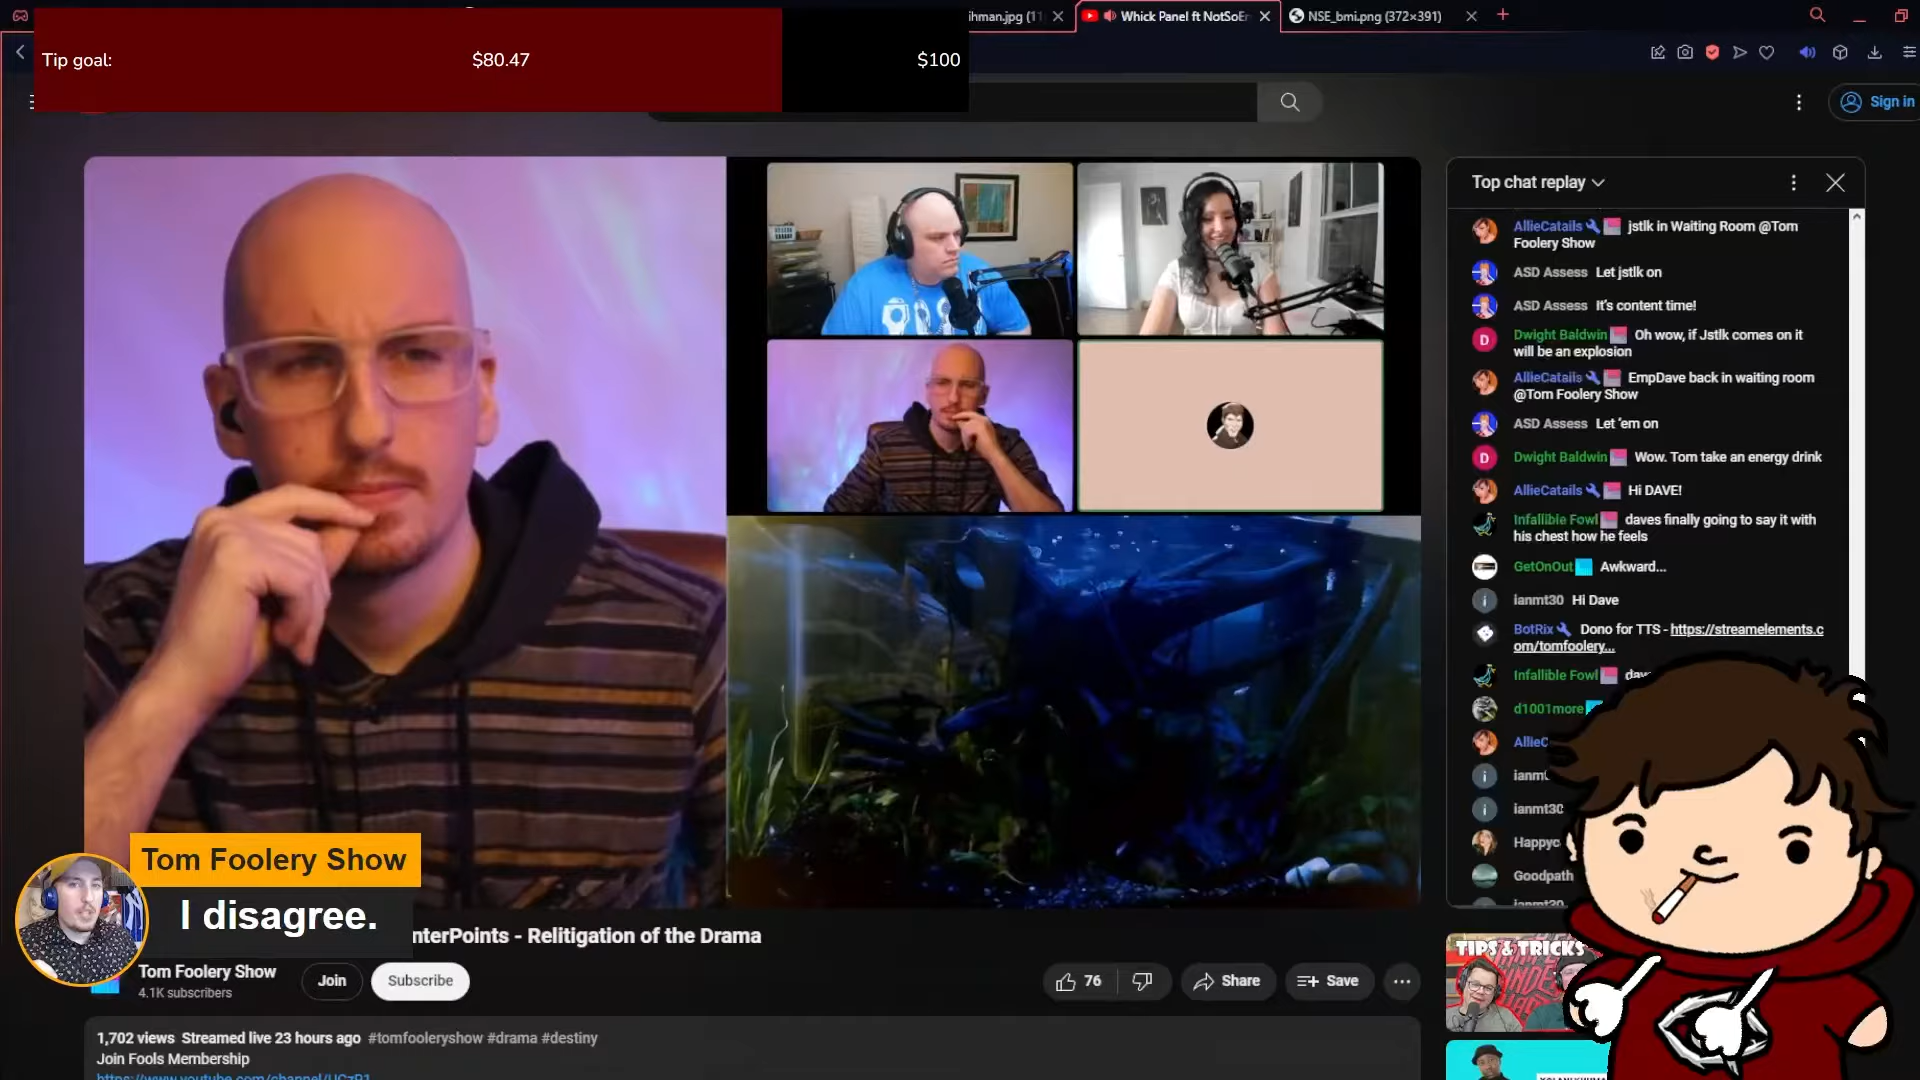 ihman.jpg (11
Whick Panel ft NotSoEr
NSE_bmi.png (372×391)
Tip goal:
$80.47
$100
Sign in
Top chat replay
AllieCatails jstlk in Waiting Room @Tom
Foolery Show
ASD Assess Let jstlk on
ASD Assess It's content time!
Dwight Baldwin Oh wow, if Jstlk comes on it
will be an explosion
AllieCatails EmpDave back in waiting room
@Tom Foolery Show
ASD Assess Let 'em on
Dwight Baldwin Wow. Tom take an energy drink
AllieCatails Hi DAVE!
Infallible Fowl daves finally going to say it with
his chest how he feels
GetOnOut Awkward...
ianmt30 Hi Dave
BotRix Dono for TTS - https://streamelements.c
om/tomfoolery...
Infallible Fowl dav
d1001more
AllieC
ianmt
ianmt30
Happyc
Goodpath
ianmt30
Tom Foolery Show
I disagree.
nterPoints - Relitigation of the Drama
Tom Foolery Show
4.1K subscribers
Join
Subscribe
76
Share
Save
1,702 views Streamed live 23 hours ago #tomfooleryshow #drama #destiny
Join Fools Membership
TIPS & TRICKS